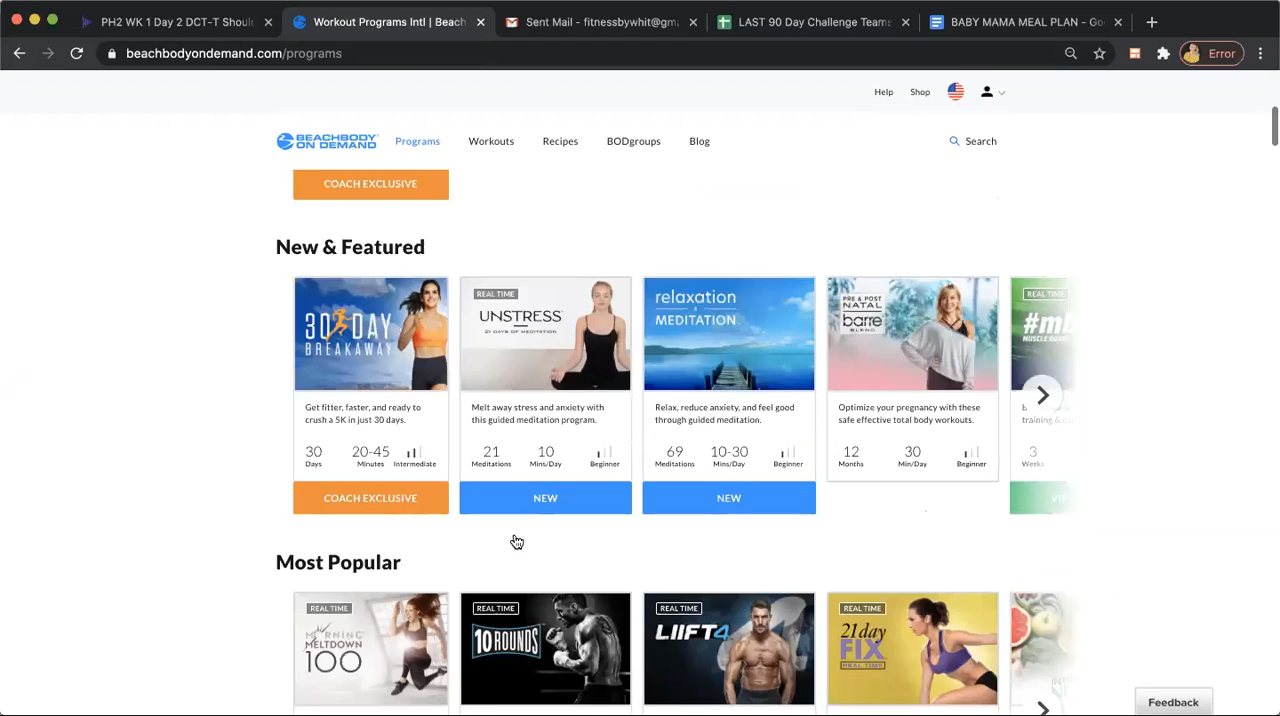 PH2 WK 1 Day 2 DCT-T Should
Workout Programs Intl | Beach
Sent Mail - fitnessbywhit@gma
LAST 90 Day Challenge Teams
BABY MAMA MEAL PLAN - Go
beachbodyondemand.com/programs
Error
Help
Shop
BEACHBODY
ON DEMAND
Programs
Workouts
Recipes
BODgroups
Blog
Search
COACH EXCLUSIVE
New & Featured
30 DAY
BREAKAWAY
Get fitter, faster, and ready to
crush a 5K in just 30 days.
30
Days
20-45
Minutes
Intermediate
COACH EXCLUSIVE
REAL TIME
UNSTRESS
21 DAYS OF MEDITATION
Melt away stress and anxiety with
this guided meditation program.
21
Meditations
10
Mins/Day
Beginner
NEW
relaxation
MEDITATION
Relax, reduce anxiety, and feel good
through guided meditation.
69
Meditations
10-30
Mins/Day
Beginner
NEW
PRE & POST
NATAL
barre
BLEND
Optimize your pregnancy with these
safe effective total body workouts.
12
Months
30
Min/Day
Beginner
REAL TIME
#mb
training &
3
Weeks
Most Popular
REAL TIME
MORNING
MELTDOWN
100
REAL TIME
10 ROUNDS
REAL TIME
LIIFT4
REAL TIME
21 day
FIX
REAL TIME
Feedback